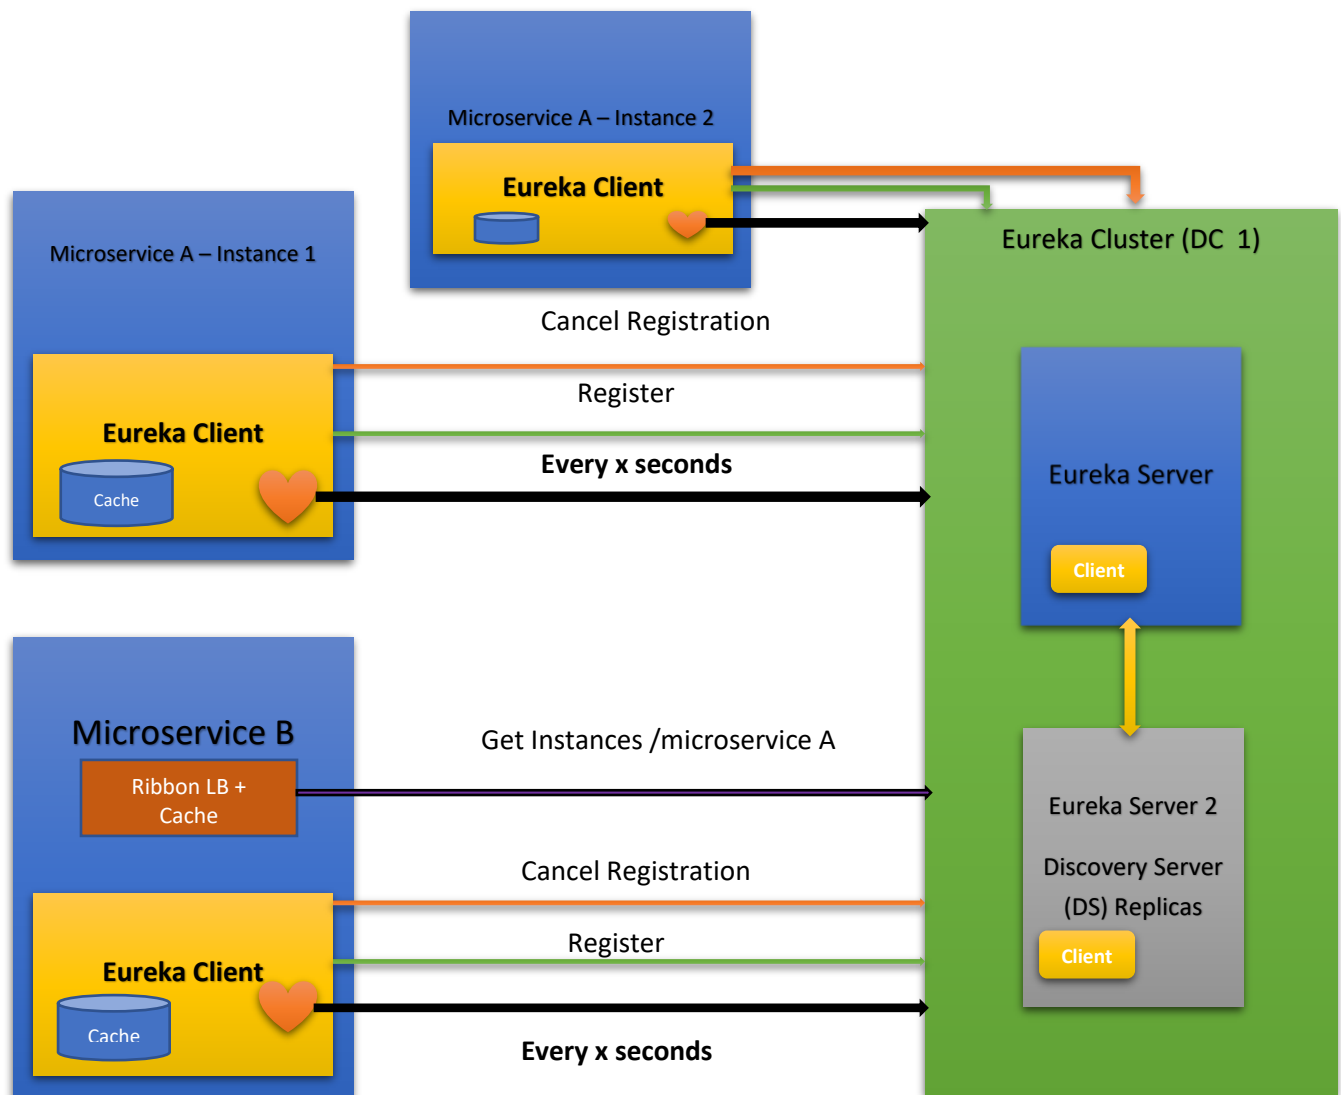 Microservice A – Instance 2
Eureka Client
Microservice A – Instance 1
Eureka Client
Cache
Cancel Registration
Register
Every x seconds
Eureka Cluster (DC 1)
Eureka Server
Client
Microservice B
Ribbon LB +
Cache
Get Instances /microservice A
Cancel Registration
Register
Eureka Client
Cache
Every x seconds
Eureka Server 2
Discovery Server
(DS) Replicas
Client